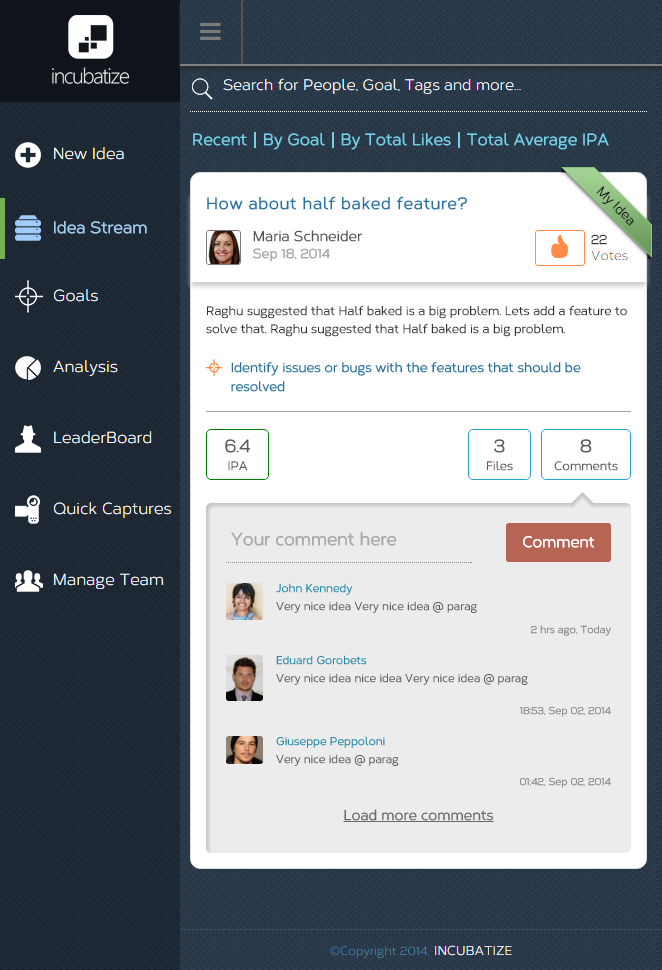 incubatize
New Idea
Idea Stream
Goals
Analysis
LeaderBoard
Quick Captures
Manage Team
Search for People, Goal, Tags and more...
Recent | By Goal | By Total Likes | Total Average IPA
My Idea
How about half baked feature?
Maria Schneider
Sep 18, 2014
22
Votes
Raghu suggested that Half baked is a big problem. Lets add a feature to
solve that. Raghu suggested that Half baked is a big problem.
Identify issues or bugs with the features that should be
resolved
6.4
IPA
3
Files
8
Comments
Your comment here
Comment
John Kennedy
Very nice idea Very nice idea @ parag
2 hrs ago, Today
Eduard Gorobets
Very nice idea nice idea Very nice idea @ parag
18:53, Sep 02, 2014
Giuseppe Peppoloni
Very nice idea @ parag
01:42, Sep 02, 2014
Load more comments
©Copyright 2014, INCUBATIZE